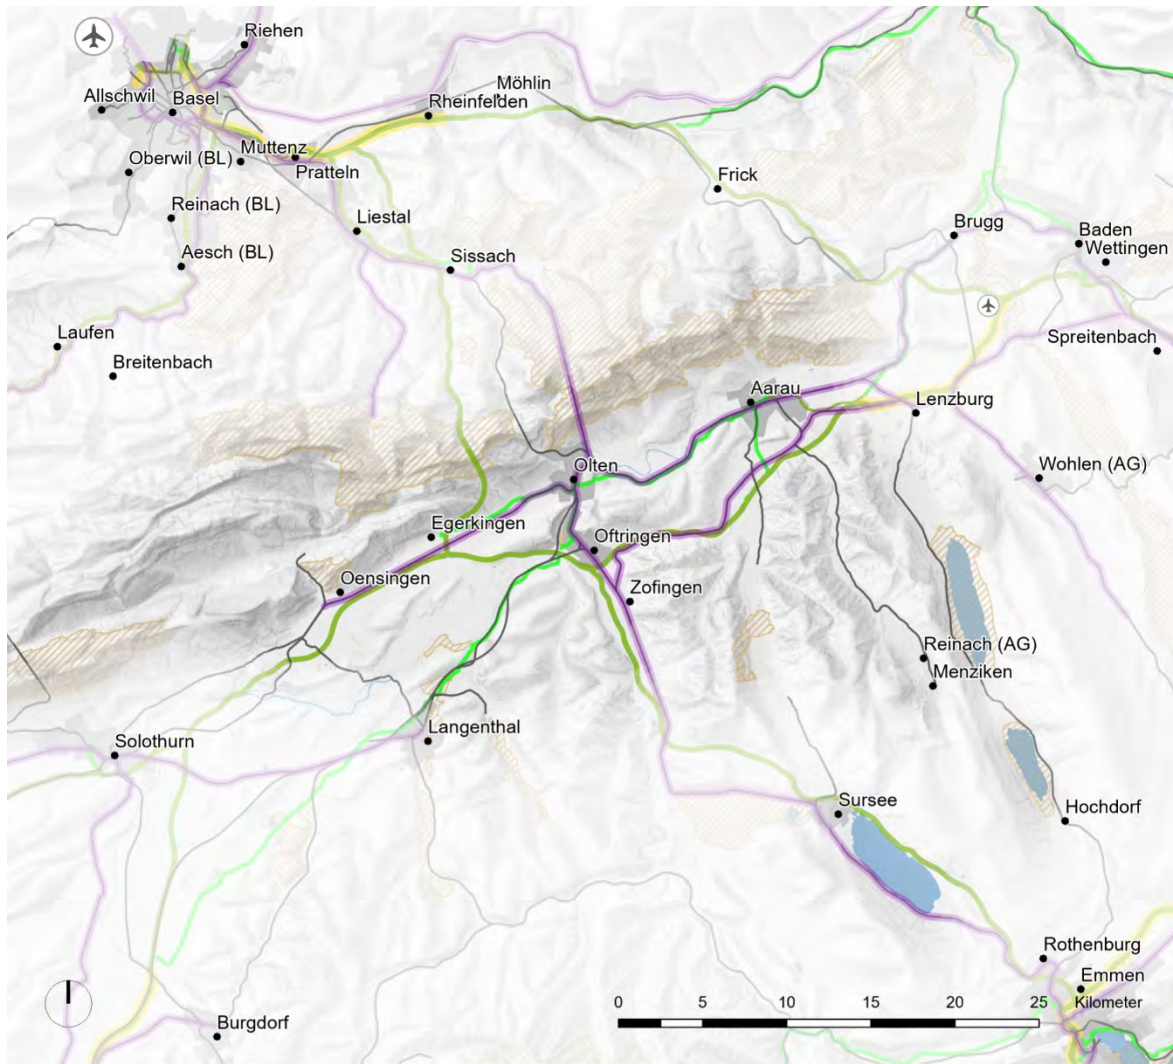 Riehen
Allschwil
Basel
Rheinfelden
Möhlin
Oberwil (BL)
Muttenz
Pratteln
Frick
Reinach (BL)
Liestal
Brugg
Baden
Wettingen
Aesch (BL)
Sissach
Laufen
Breitenbach
Spreitenbach
Aarau
Lenzburg
Olten
Wohlen (AG)
Egerkingen
Oftringen
Oensingen
Zofingen
Reinach (AG)
Menziken
Solothurn
Langenthal
Sursee
Hochdorf
Rothenburg
Emmen
0 5 10 15 20 25
Kilometer
Burgdorf